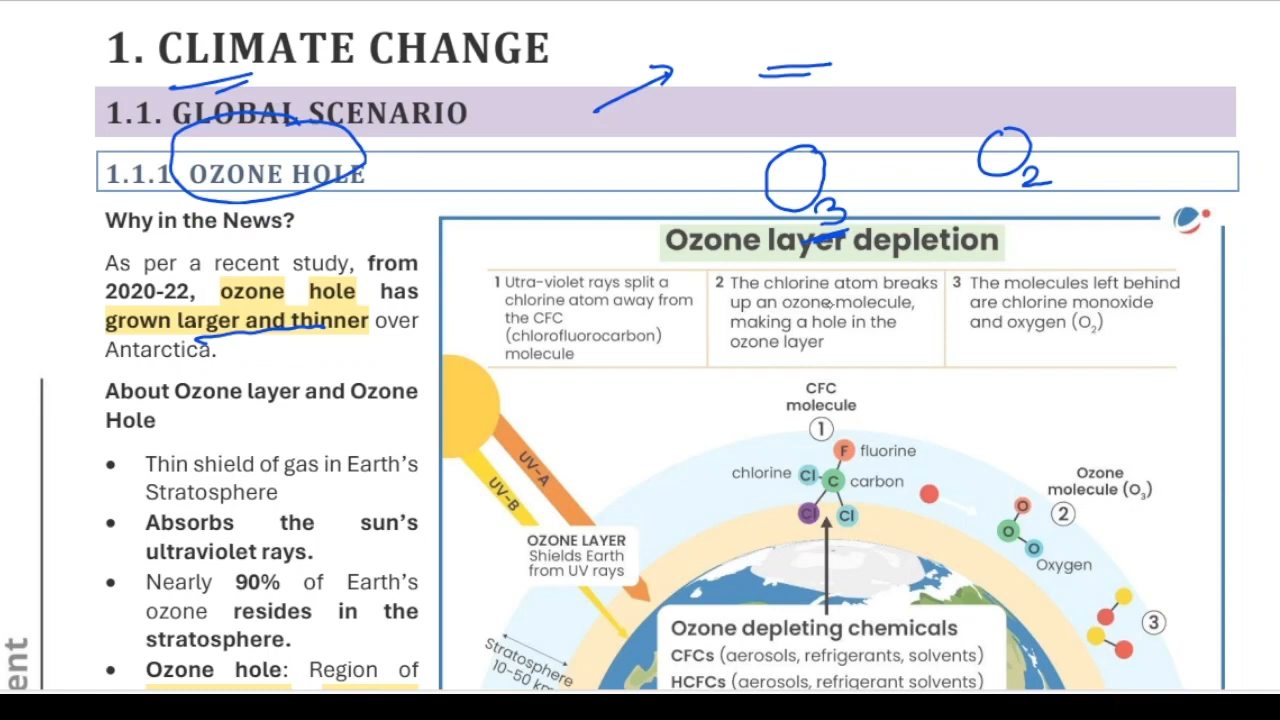 1. CLIMATE CHANGE
1.1. GLOBAL SCENARIO
1.1.1 OZONE HOLE
O3
O2
Why in the News?
As per a recent study, from
2020-22, ozone hole has
grown larger and thinner over
Antarctica.
About Ozone layer and Ozone
Hole
• Thin shield of gas in Earth's
Stratosphere
• Absorbs the sun's
ultraviolet rays.
• Nearly 90% of Earth's
ozone resides in the
stratosphere.
• Ozone hole: Region of
ent
Ozone layer depletion
1 Utra-violet rays split a
chlorine atom away from
the CFC
(chlorofluorocarbon)
molecule
2 The chlorine atom breaks
up an ozone molecule,
making a hole in the
ozone layer
3 The molecules left behind
are chlorine monoxide
and oxygen (O2)
CFC
molecule
1
F fluorine
chlorine Cl C carbon
Cl Cl
UV-A
UV-B
OZONE LAYER
Shields Earth
from UV rays
Ozone
molecule (O3)
2
O
O
O
Oxygen
3
Stratosphere
10-50 km
Ozone depleting chemicals
CFCs (aerosols, refrigerants, solvents)
HCFCs (aerosols, refrigerant solvents)